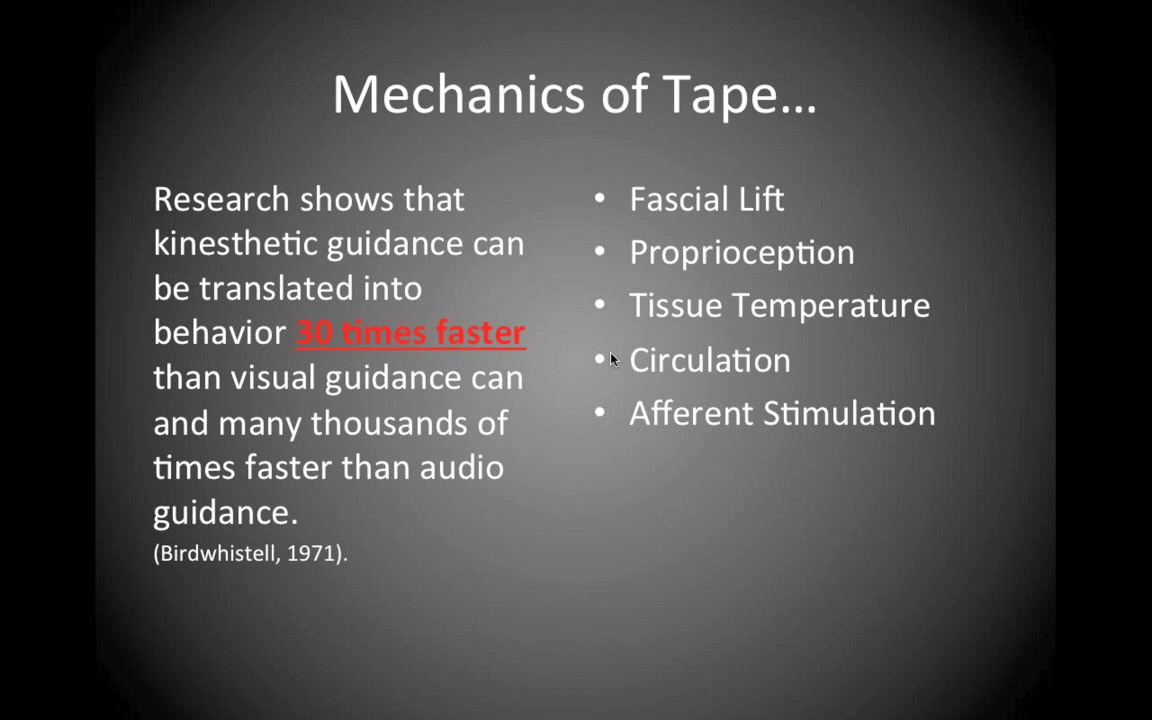 Mechanics of Tape...
Research shows that
kinesthetic guidance can
be translated into
behavior 30 times faster
than visual guidance can
and many thousands of
times faster than audio
guidance.
(Birdwhistell, 1971).
• Fascial Lift
• Proprioception
• Tissue Temperature
• Circulation
• Afferent Stimulation